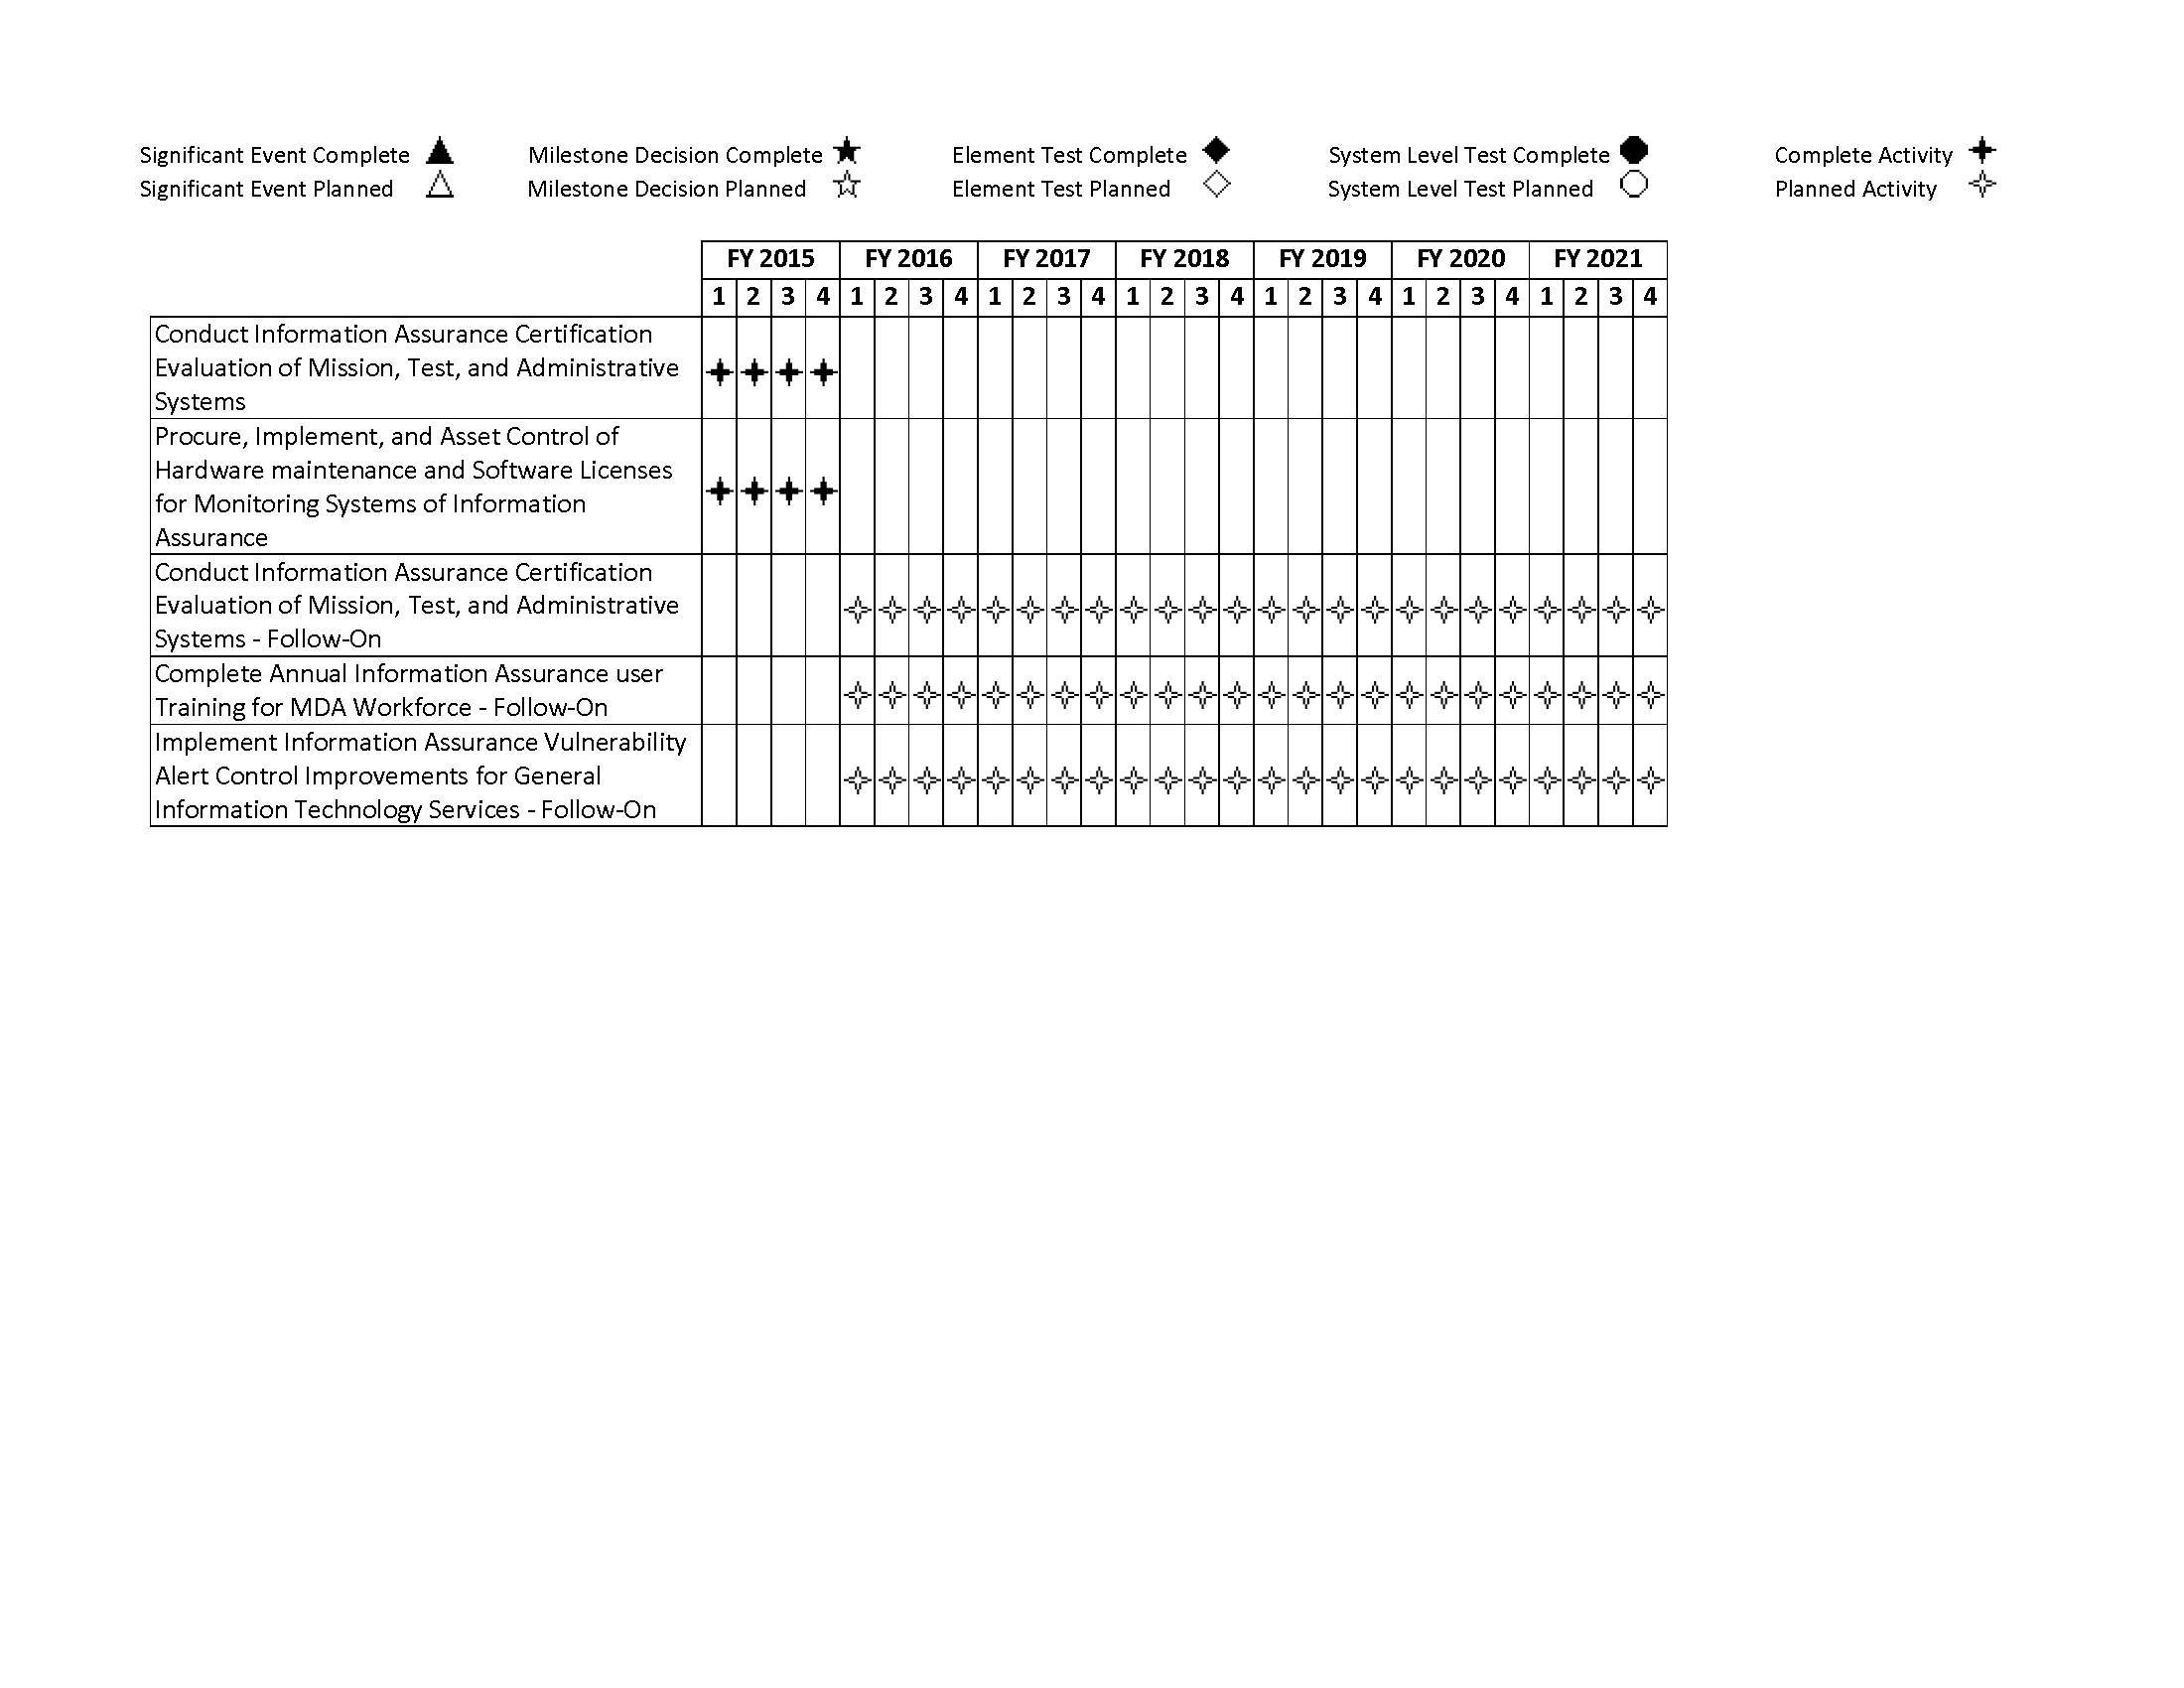 Significant Event Complete
Milestone Decision Complete
Element Test Complete
System Level Test Complete
Complete Activity
Significant Event Planned
Milestone Decision Planned
Element Test Planned
System Level Test Planned
Planned Activity
FY 2015 FY 2016 FY 2017 FY 2018 FY 2019 FY 2020 FY 2021
1 2 3 4 1 2 3 4 1 2 3 4 1 2 3 4 1 2 3 4 1 2 3 4 1 2 3 4
Conduct Information Assurance Certification
Evaluation of Mission, Test, and Administrative
Systems
Procure, Implement, and Asset Control of
Hardware maintenance and Software Licenses
for Monitoring Systems of Information
Assurance
Conduct Information Assurance Certification
Evaluation of Mission, Test, and Administrative
Systems - Follow-On
Complete Annual Information Assurance user
Training for MDA Workforce - Follow-On
Implement Information Assurance Vulnerability
Alert Control Improvements for General
Information Technology Services - Follow-On